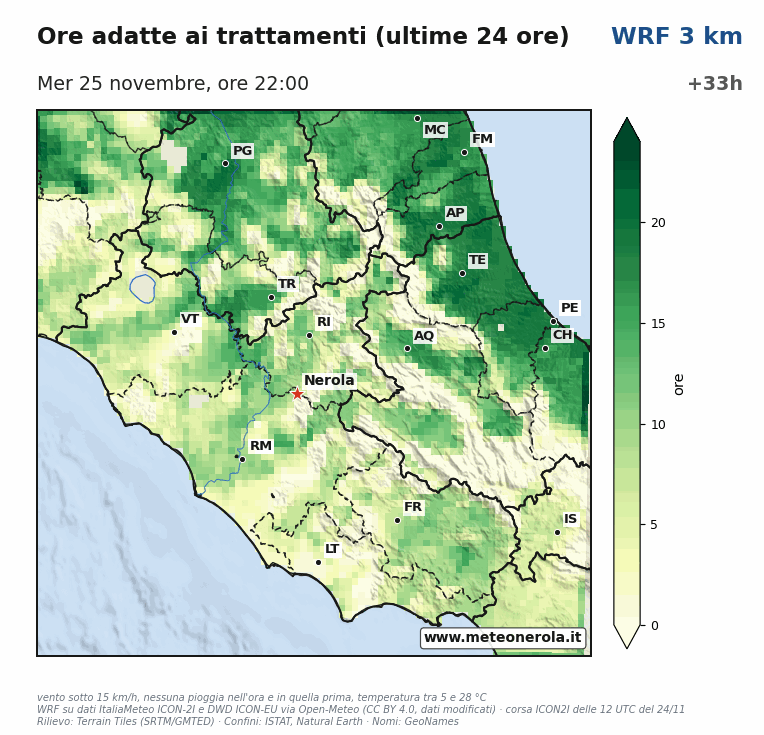 Ore adatte ai trattamenti (ultime 24 ore) WRF 3 km
Mer 25 novembre, ore 22:00 +33h
MC
FM
PG
AP
TE
TR
PE
VT
RI
AQ
CH
Nerola
RM
FR
IS
LT
www.meteonerola.it
20
15
10
5
0
ore
vento sotto 15 km/h, nessuna pioggia nell'ora e in quella prima, temperatura tra 5 e 28 °C
WRF su dati ItaliaMeteo ICON-2I e DWD ICON-EU via Open-Meteo (CC BY 4.0, dati modificati) · corsa ICON2I delle 12 UTC del 24/11
Rilievo: Terrain Tiles (SRTM/GMTED) · Confini: ISTAT, Natural Earth · Nomi: GeoNames